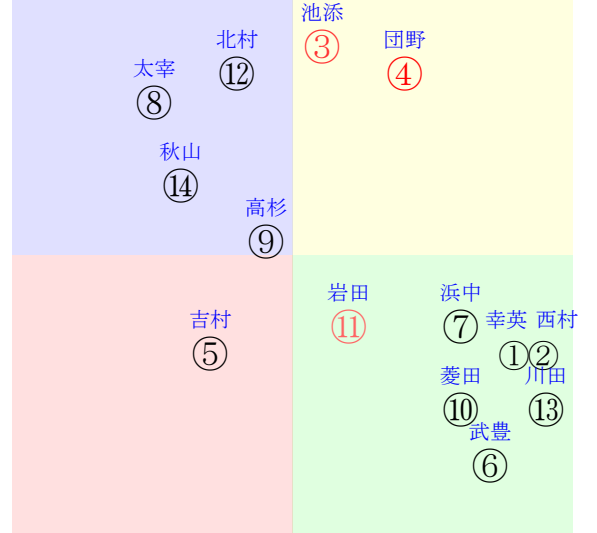 池添
③
北村
⑫
団野
④
太宰
⑧
秋山
⑭
高杉
⑨
岩田
⑪
浜中
⑦
吉村
⑤
幸英 西村
①②
菱田
⑩
川田
⑬
武豊
⑥